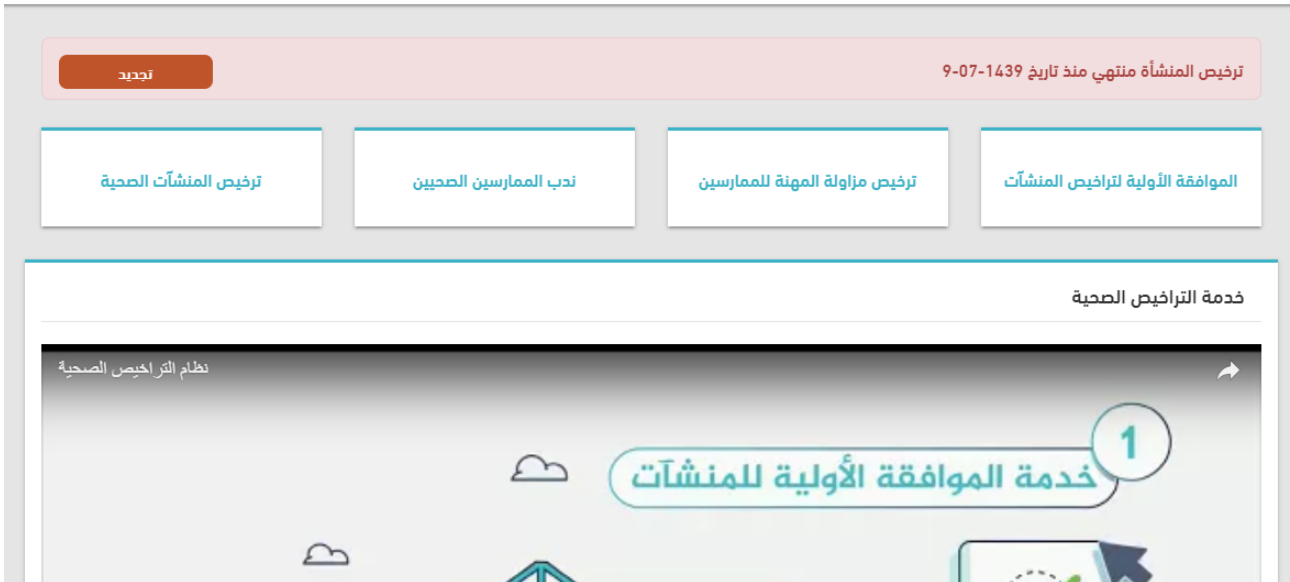 ترخيص المنشأة منتهي منذ تاريخ 1439-07-9
تجديد
الموافقة الأولية لتراخيص المنشآت
ترخيص مزاولة المهنة للممارسين
ندب الممارسين الصحيين
ترخيص المنشآت الصحية
خدمة التراخيص الصحية
نظام التراخيص الصحية
1
خدمة الموافقة الأولية للمنشآت